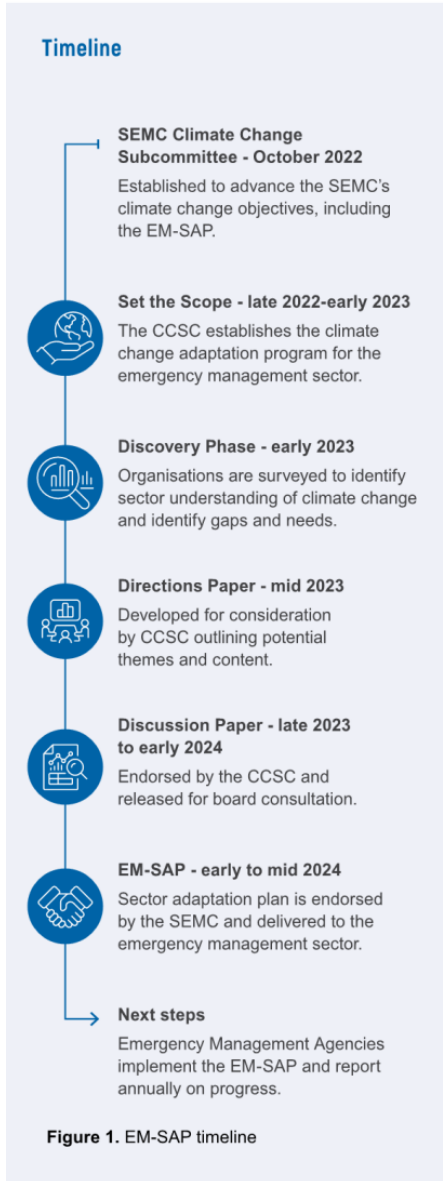 Timeline
SEMC Climate Change
Subcommittee - October 2022
Established to advance the SEMC's
climate change objectives, including
the EM-SAP.
Set the Scope - late 2022-early 2023
The CCSC establishes the climate
change adaptation program for the
emergency management sector.
Discovery Phase - early 2023
Organisations are surveyed to identify
sector understanding of climate change
and identify gaps and needs.
Directions Paper - mid 2023
Developed for consideration
by CCSC outlining potential
themes and content.
Discussion Paper - late 2023
to early 2024
Endorsed by the CCSC and
released for board consultation.
EM-SAP - early to mid 2024
Sector adaptation plan is endorsed
by the SEMC and delivered to the
emergency management sector.
Next steps
Emergency Management Agencies
implement the EM-SAP and report
annually on progress.
Figure 1. EM-SAP timeline